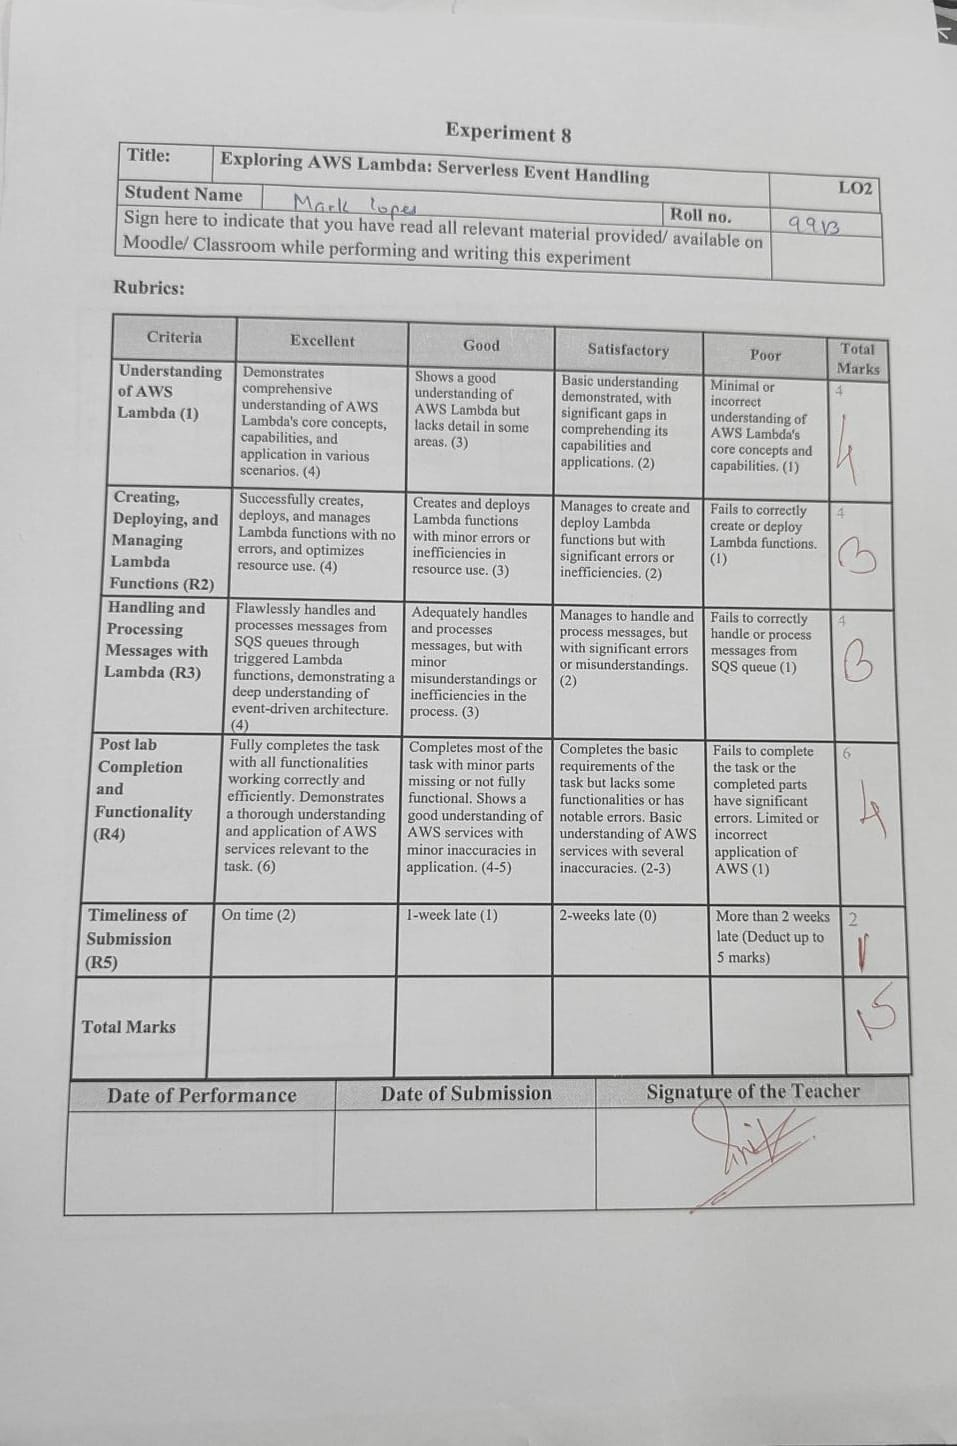 Experiment 8
Title: Exploring AWS Lambda: Serverless Event Handling LO2
Student Name Mark lopes Roll no. 9913
Sign here to indicate that you have read all relevant material provided/ available on
Moodle/ Classroom while performing and writing this experiment
Rubrics:
Criteria Excellent Good Satisfactory Poor Total
Marks
Understanding
of AWS
Lambda (1)
Demonstrates
comprehensive
understanding of AWS
Lambda's core concepts,
capabilities, and
application in various
scenarios. (4)
Shows a good
understanding of
AWS Lambda but
lacks detail in some
areas. (3)
Basic understanding
demonstrated, with
significant gaps in
comprehending its
capabilities and
applications. (2)
Minimal or
incorrect
understanding of
AWS Lambda's
core concepts and
capabilities. (1)
4
4
Creating,
Deploying, and
Managing
Lambda
Functions (R2)
Successfully creates,
deploys, and manages
Lambda functions with no
errors, and optimizes
resource use. (4)
Creates and deploys
Lambda functions
with minor errors or
inefficiencies in
resource use. (3)
Manages to create and
deploy Lambda
functions but with
significant errors or
inefficiencies. (2)
Fails to correctly
create or deploy
Lambda functions.
(1)
4
3
Handling and
Processing
Messages with
Lambda (R3)
Flawlessly handles and
processes messages from
SQS queues through
triggered Lambda
functions, demonstrating a
deep understanding of
event-driven architecture.
(4)
Adequately handles
and processes
messages, but with
minor
misunderstandings or
inefficiencies in the
process. (3)
Manages to handle and
process messages, but
with significant errors
or misunderstandings.
(2)
Fails to correctly
handle or process
messages from
SQS queue (1)
4
3
Post lab
Completion
and
Functionality
(R4)
Fully completes the task
with all functionalities
working correctly and
efficiently. Demonstrates
a thorough understanding
and application of AWS
services relevant to the
task. (6)
Completes most of the
task with minor parts
missing or not fully
functional. Shows a
good understanding of
AWS services with
minor inaccuracies in
application. (4-5)
Completes the basic
requirements of the
task but lacks some
functionalities or has
notable errors. Basic
understanding of AWS
services with several
inaccuracies. (2-3)
Fails to complete
the task or the
completed parts
have significant
errors. Limited or
incorrect
application of
AWS (1)
6
4
Timeliness of
Submission
(R5)
On time (2)
1-week late (1)
2-weeks late (0)
More than 2 weeks
late (Deduct up to
5 marks)
2
1
Total Marks
15
Date of Performance Date of Submission Signature of the Teacher